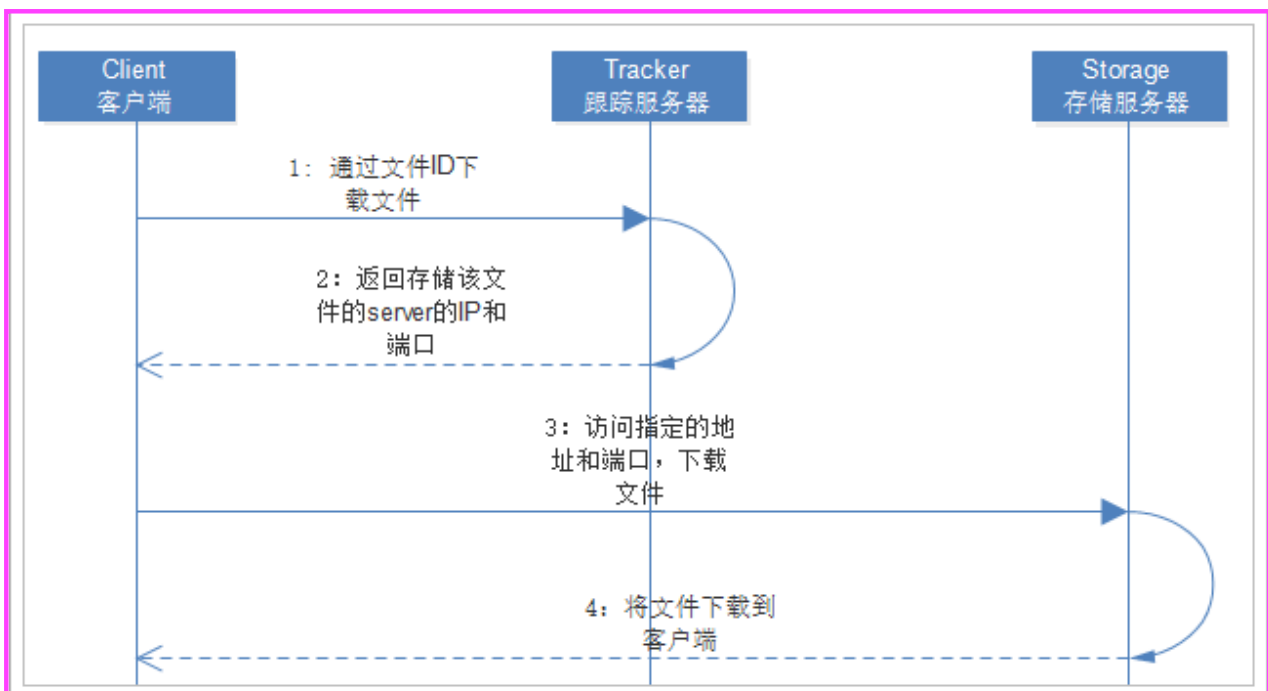 Client
客户端
Tracker
跟踪服务器
Storage
存储服务器
1: 通过文件ID下
载文件
2: 返回存储该文
件的server的IP和
端口
3: 访问指定的地
址和端口，下载
文件
4: 将文件下载到
客户端